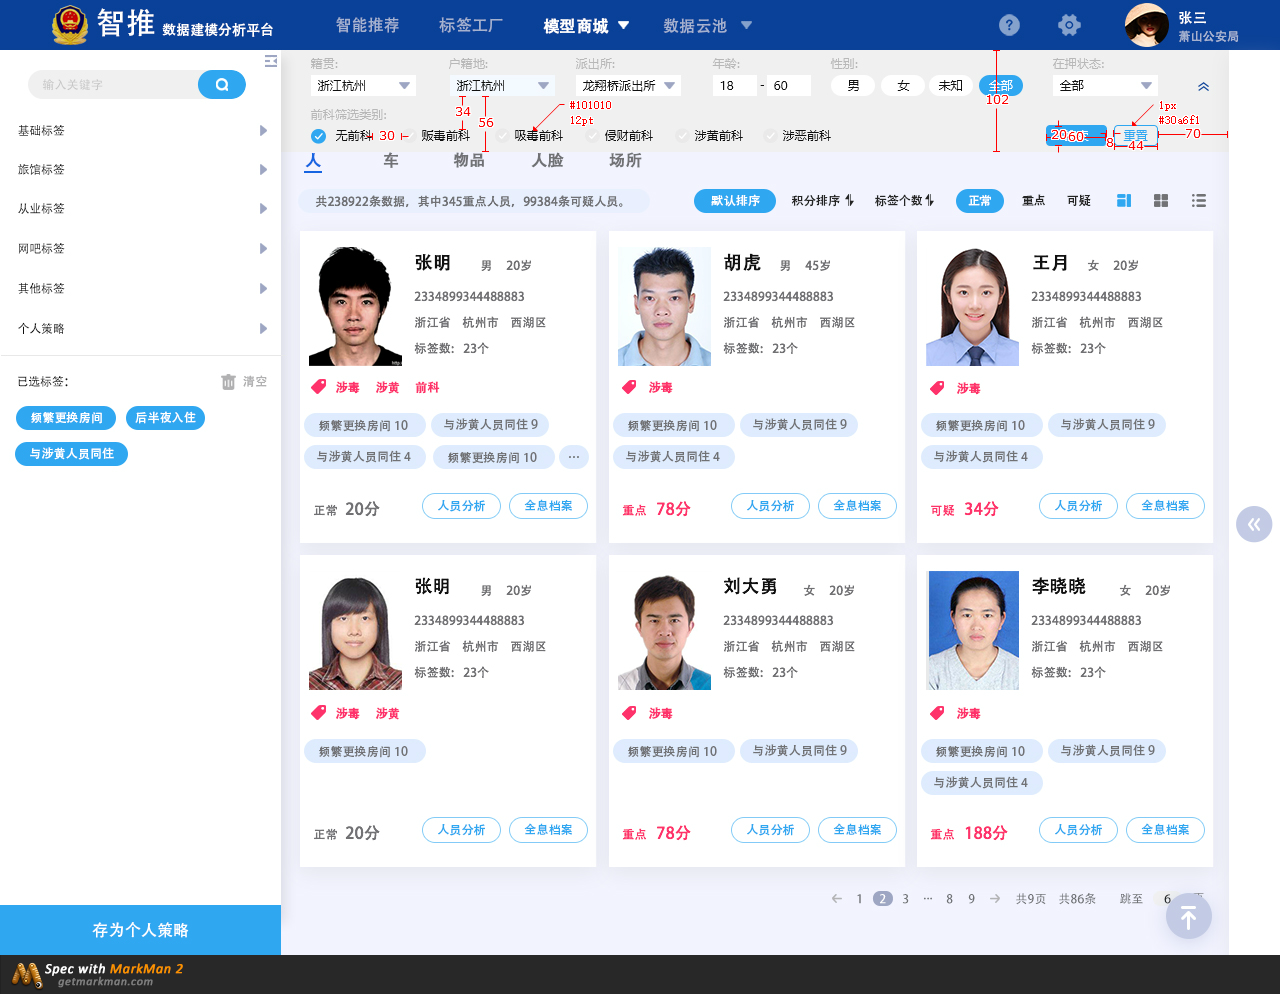 智推 数据建模分析平台 智能推荐 标签工厂 模型商城 数据云池 ? 张三
萧山公安局
输入关键字
基础标签
旅馆标签
从业标签
网吧标签
其他标签
个人策略
已选标签： 清空
频繁更换房间 后半夜入住
与涉黄人员同住
存为个人策略
籍贯: 户籍地: 派出所: 年龄: 性别: 在押状态:
浙江杭州 浙江杭州 龙翔桥派出所 18 - 60 男 女 未知 全部 全部
102
34 56 #101010
12pt
1px
#30a6f1
前科筛选类别:
无前科 30 贩毒前科 吸毒前科 侵财前科 涉黄前科 涉恶前科 20 60 8 重置 44 70
人 车 物品 人脸 场所
共238922条数据，其中345重点人员，99384条可疑人员。 默认排序 积分排序 标签个数 正常 重点 可疑
张明 男 20岁
2334899344488883
浙江省 杭州市 西湖区
标签数：23个
涉毒 涉黄 前科
频繁更换房间 10 与涉黄人员同住 9
与涉黄人员同住 4 频繁更换房间 10 ···
正常 20分 人员分析 全息档案
胡虎 男 45岁
2334899344488883
浙江省 杭州市 西湖区
标签数：23个
涉毒
频繁更换房间 10 与涉黄人员同住 9
与涉黄人员同住 4
重点 78分 人员分析 全息档案
王月 女 20岁
2334899344488883
浙江省 杭州市 西湖区
标签数：23个
涉毒
频繁更换房间 10 与涉黄人员同住 9
与涉黄人员同住 4
可疑 34分 人员分析 全息档案
张明 男 20岁
2334899344488883
浙江省 杭州市 西湖区
标签数：23个
涉毒 涉黄
频繁更换房间 10
正常 20分 人员分析 全息档案
刘大勇 女 20岁
2334899344488883
浙江省 杭州市 西湖区
标签数：23个
涉毒
频繁更换房间 10 与涉黄人员同住 9
重点 78分 人员分析 全息档案
李晓晓 女 20岁
2334899344488883
浙江省 杭州市 西湖区
标签数：23个
涉毒
频繁更换房间 10 与涉黄人员同住 9
与涉黄人员同住 4
重点 188分 人员分析 全息档案
1 2 3 ··· 8 9 共9页 共86条 跳至 6
Spec with MarkMan 2
getmarkman.com